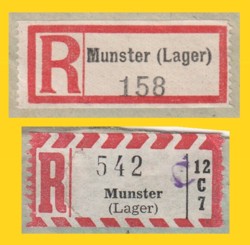 R Munster (Lager)
158
R 542
Munster
(Lager)
12
C
7